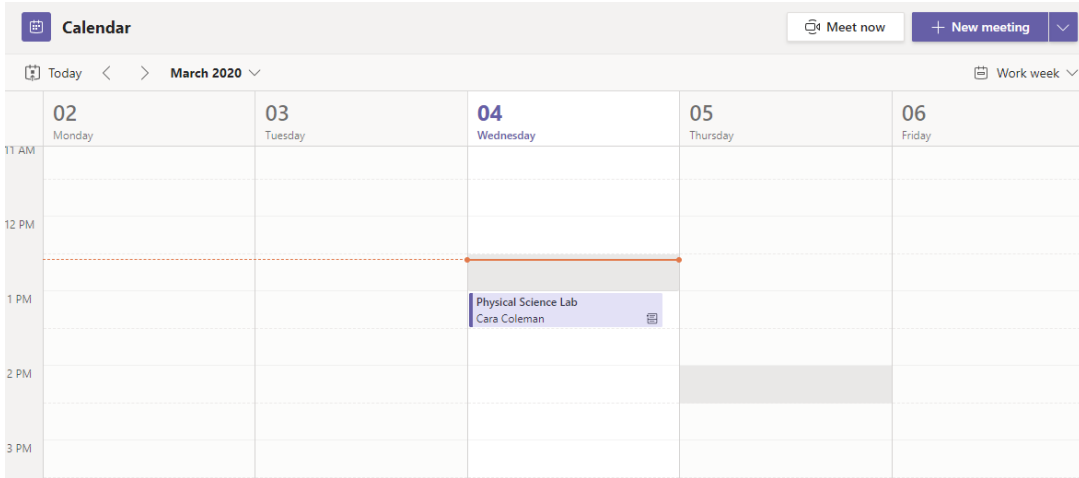 Calendar
Meet now
New meeting
Today
March 2020
Work week
02
Monday
03
Tuesday
04
Wednesday
05
Thursday
06
Friday
11 AM
12 PM
1 PM
Physical Science Lab
Cara Coleman
2 PM
3 PM